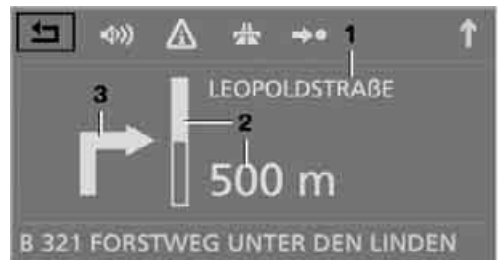 1
LEOPOLDSTRAßE
3
2
500 m
B 321 FORSTWEG UNTER DEN LINDEN